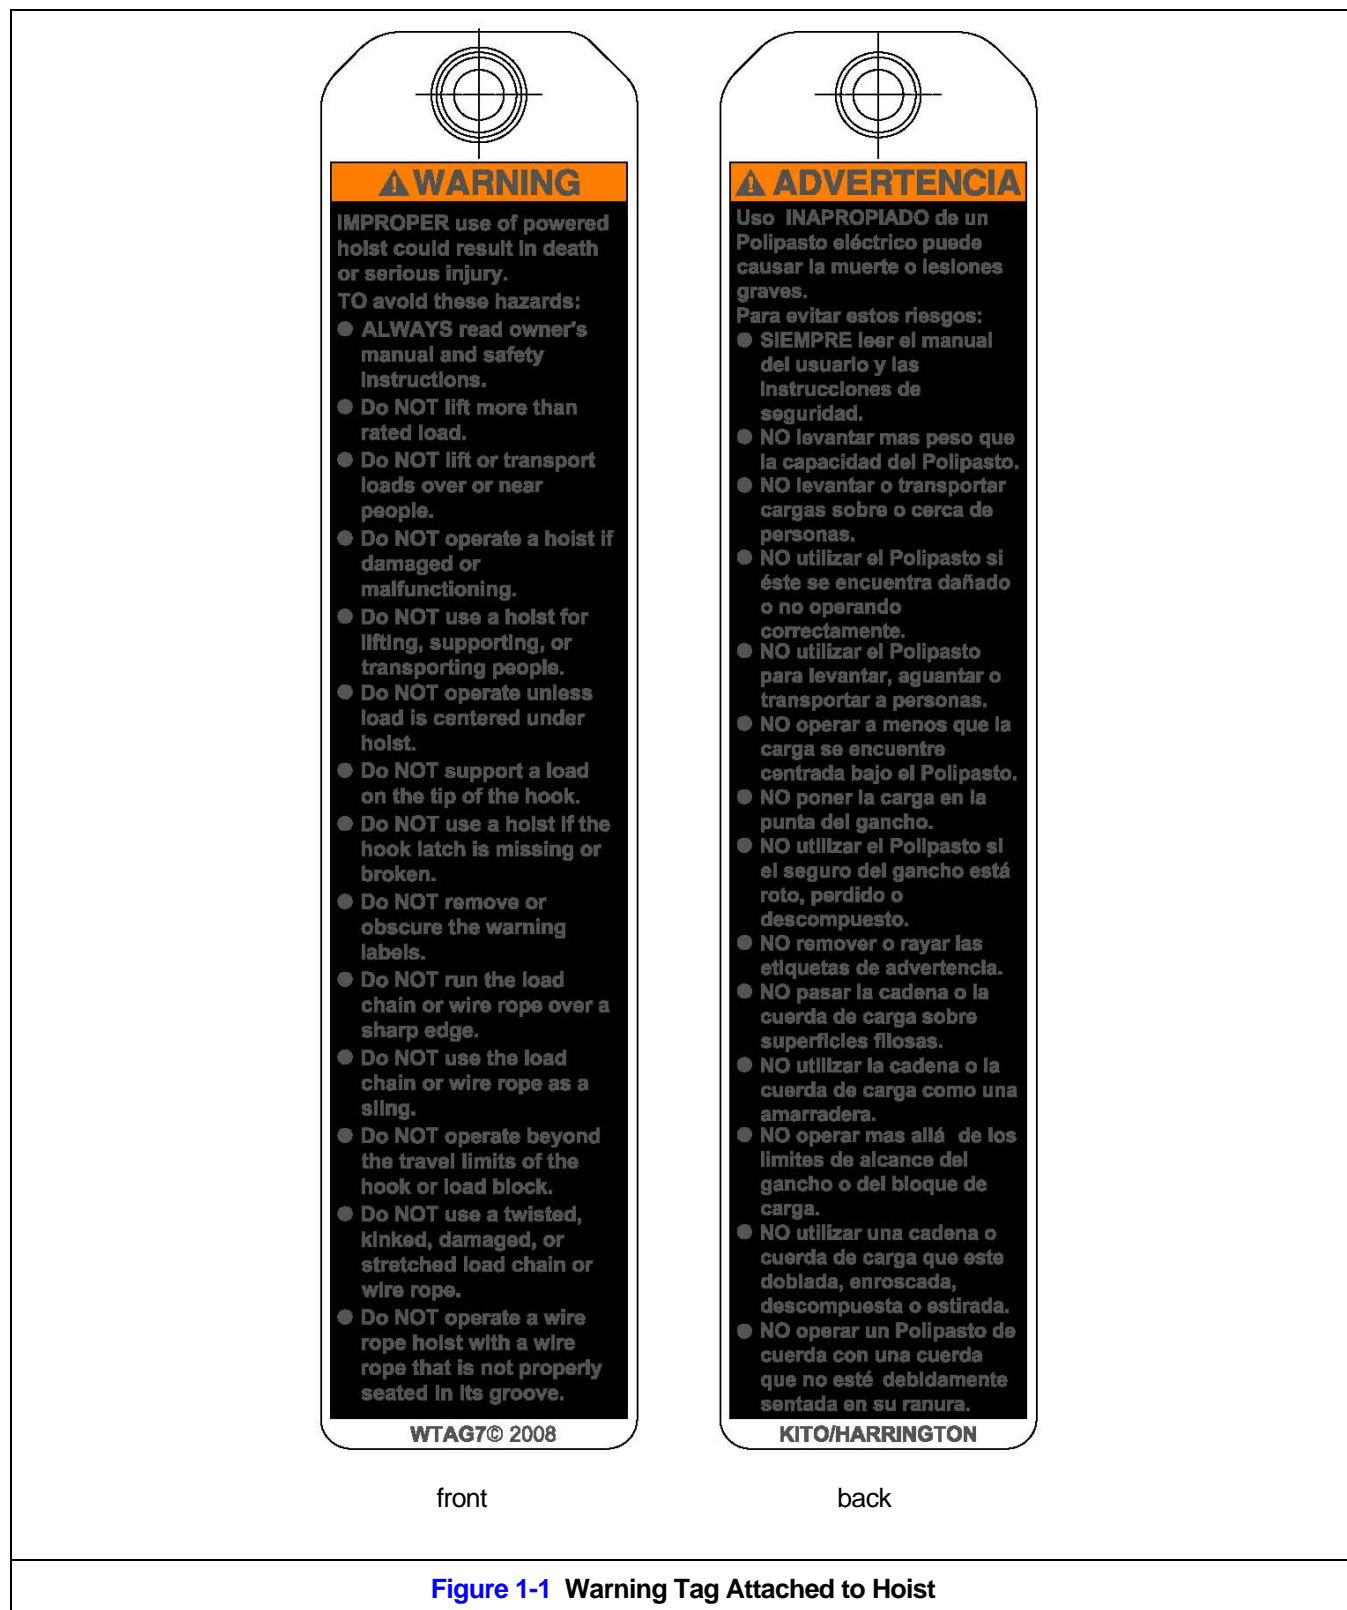 WARNING
IMPROPER use of powered
hoist could result in death
or serious injury.
TO avoid these hazards:
● ALWAYS read owner's
manual and safety
instructions.
● Do NOT lift more than
rated load.
● Do NOT lift or transport
loads over or near
people.
● Do NOT operate a hoist if
damaged or
malfunctioning.
● Do NOT use a hoist for
lifting, supporting, or
transporting people.
● Do NOT operate unless
load is centered under
hoist.
● Do NOT support a load
on the tip of the hook.
● Do NOT use a hoist if the
hook latch is missing or
broken.
● Do NOT remove or
obscure the warning
labels.
● Do NOT run the load
chain or wire rope over a
sharp edge.
● Do NOT use the load
chain or wire rope as a
sling.
● Do NOT operate beyond
the travel limits of the
hook or load block.
● Do NOT use a twisted,
kinked, damaged, or
stretched load chain or
wire rope.
● Do NOT operate a wire
rope hoist with a wire
rope that is not properly
seated in its groove.
WTAG7© 2008
front
ADVERTENCIA
Uso INAPROPIADO de un
Polipasto eléctrico puede
causar la muerte o lesiones
graves.
Para evitar estos riesgos:
● SIEMPRE leer el manual
del usuario y las
instrucciones de
seguridad.
● NO levantar mas peso que
la capacidad del Polipasto.
● NO levantar o transportar
cargas sobre o cerca de
personas.
● NO utilizar el Polipasto si
éste se encuentra dañado
o no operando
correctamente.
● NO utilizar el Polipasto
para levantar, aguantar o
transportar a personas.
● NO operar a menos que la
carga se encuentre
centrada bajo el Polipasto.
● NO poner la carga en la
punta del gancho.
● NO utilizar el Polipasto si
el seguro del gancho está
roto, perdido o
descompuesto.
● NO remover o rayar las
etiquetas de advertencia.
● NO pasar la cadena o la
cuerda de carga sobre
superficies filosas.
● NO utilizar la cadena o la
cuerda de carga como una
amarradera.
● NO operar mas allá de los
limites de alcance del
gancho o del bloque de
carga.
● NO utilizar una cadena o
cuerda de carga que este
doblada, enroscada,
descompuesta o estirada.
● NO operar un Polipasto de
cuerda con una cuerda
que no esté debidamente
sentada en su ranura.
KITO/HARRINGTON
back
Figure 1-1 Warning Tag Attached to Hoist